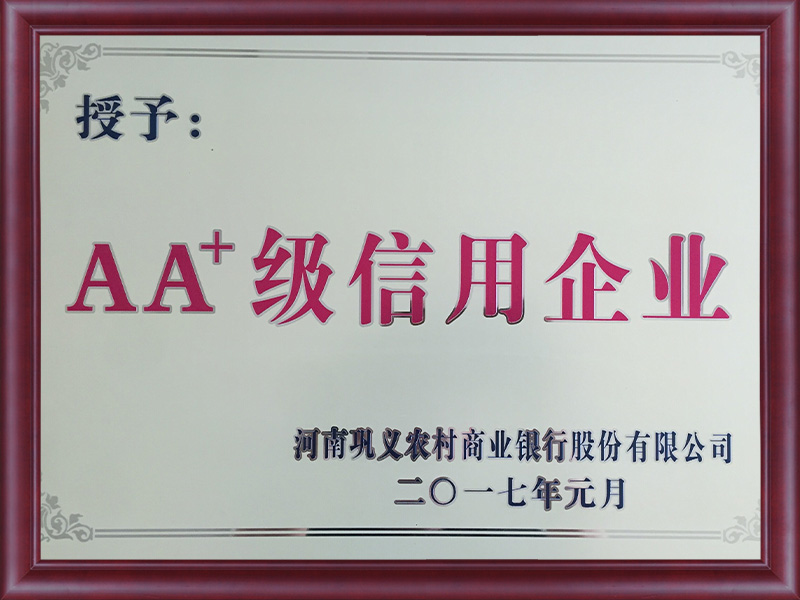 授予：
AA⁺级信用企业
河南巩义农村商业银行股份有限公司
二〇一七年元月